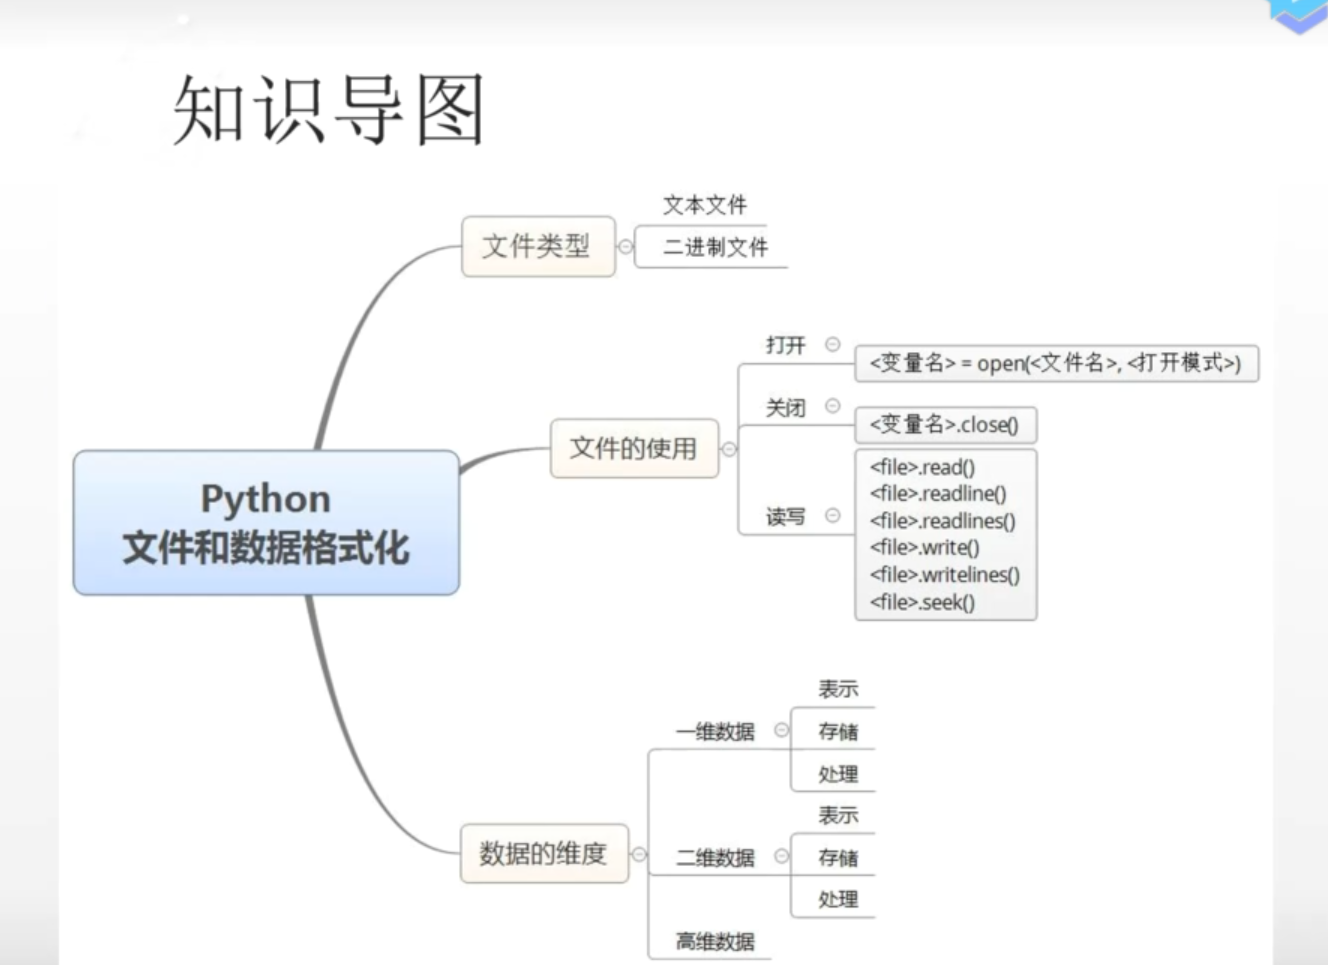 知识导图
文件类型
文本文件
二进制文件
文件的使用
打开
<变量名> = open(<文件名>, <打开模式>)
关闭
<变量名>.close()
读写
<file>.read()
<file>.readline()
<file>.readlines()
<file>.write()
<file>.writelines()
<file>.seek()
Python
文件和数据格式化
数据的维度
一维数据
表示
存储
处理
二维数据
表示
存储
处理
高维数据